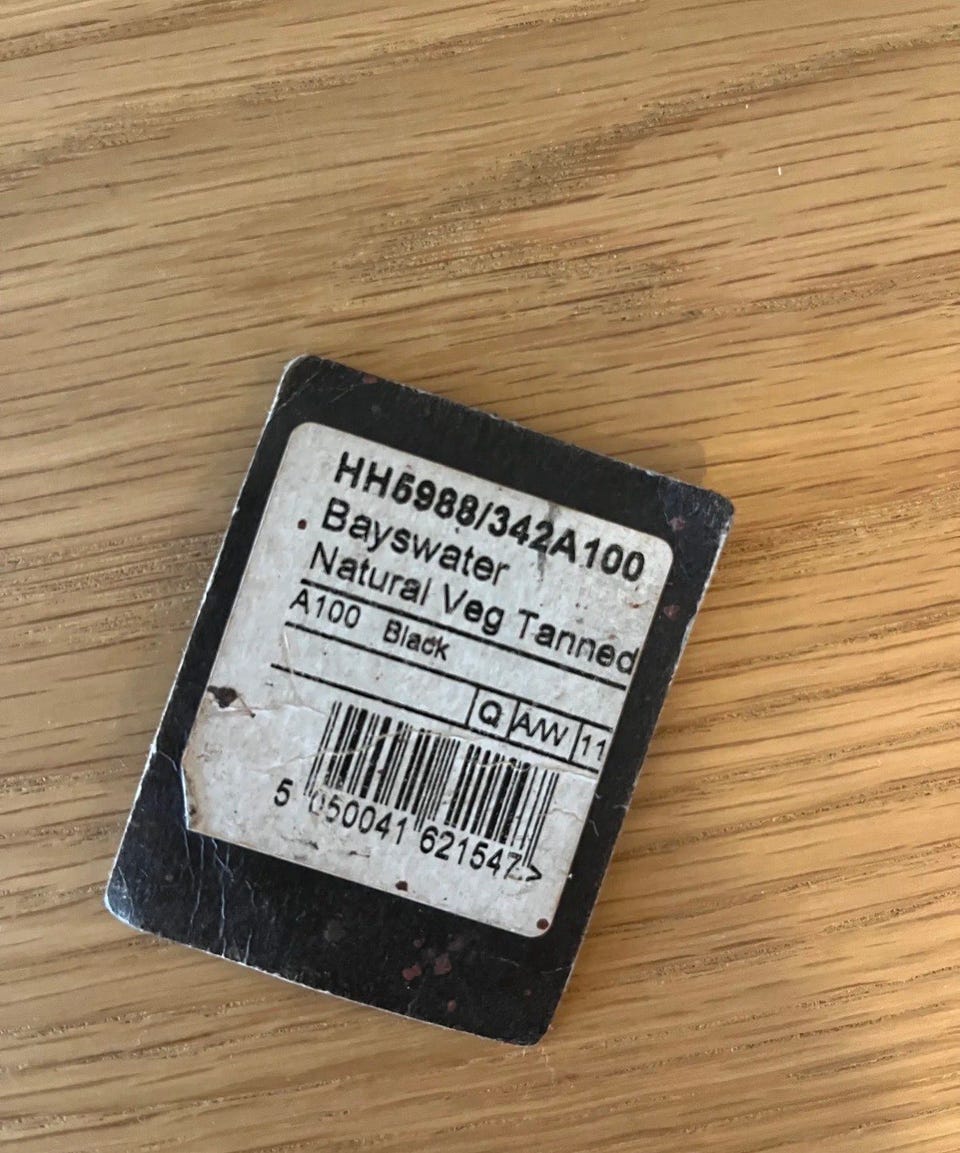 HH5988/342A100
Bayswater
Natural Veg Tanned
A100 Black
Q A/W 11
5 050041 621547 >